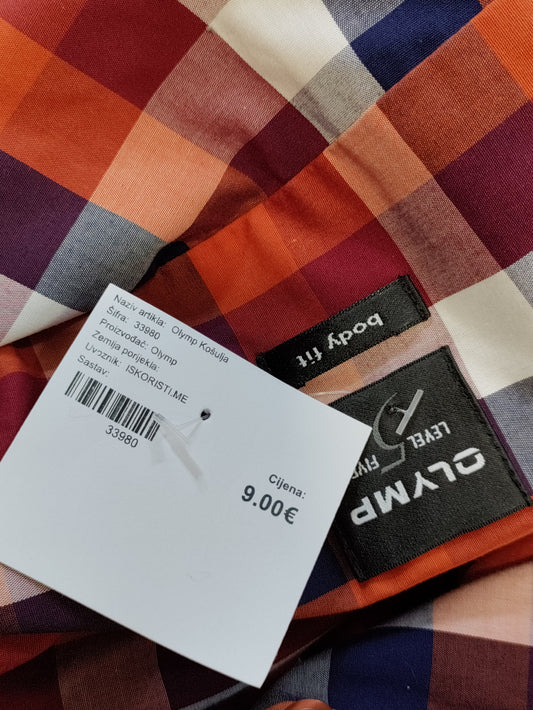 Naziv artikla: Olymp Košulja
Šifra: 33980
Proizvođač: Olymp
Zemlja porijekla:
Uvoznik: ISKORISTI.ME
Sastav:
33980
Cijena:
9.00€
body fit
LEVEL 5
FIVE
OLYMP